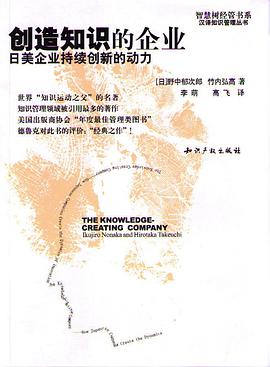 智慧树经管书系
汉译知识管理丛书
创造知识的企业
日美企业持续创新的动力
[日]野中郁次郎 竹内弘高 著
李萌 高飞 译
世界“知识运动之父”的名著
知识管理领域被引用最多的著作
美国出版商协会“年度最佳管理类图书”
德鲁克对此书的评价:“经典之作!”
知识产权出版社
THE KNOWLEDGE-
CREATING COMPANY
Ikujiro Nonaka and Hirotaka Takeuchi